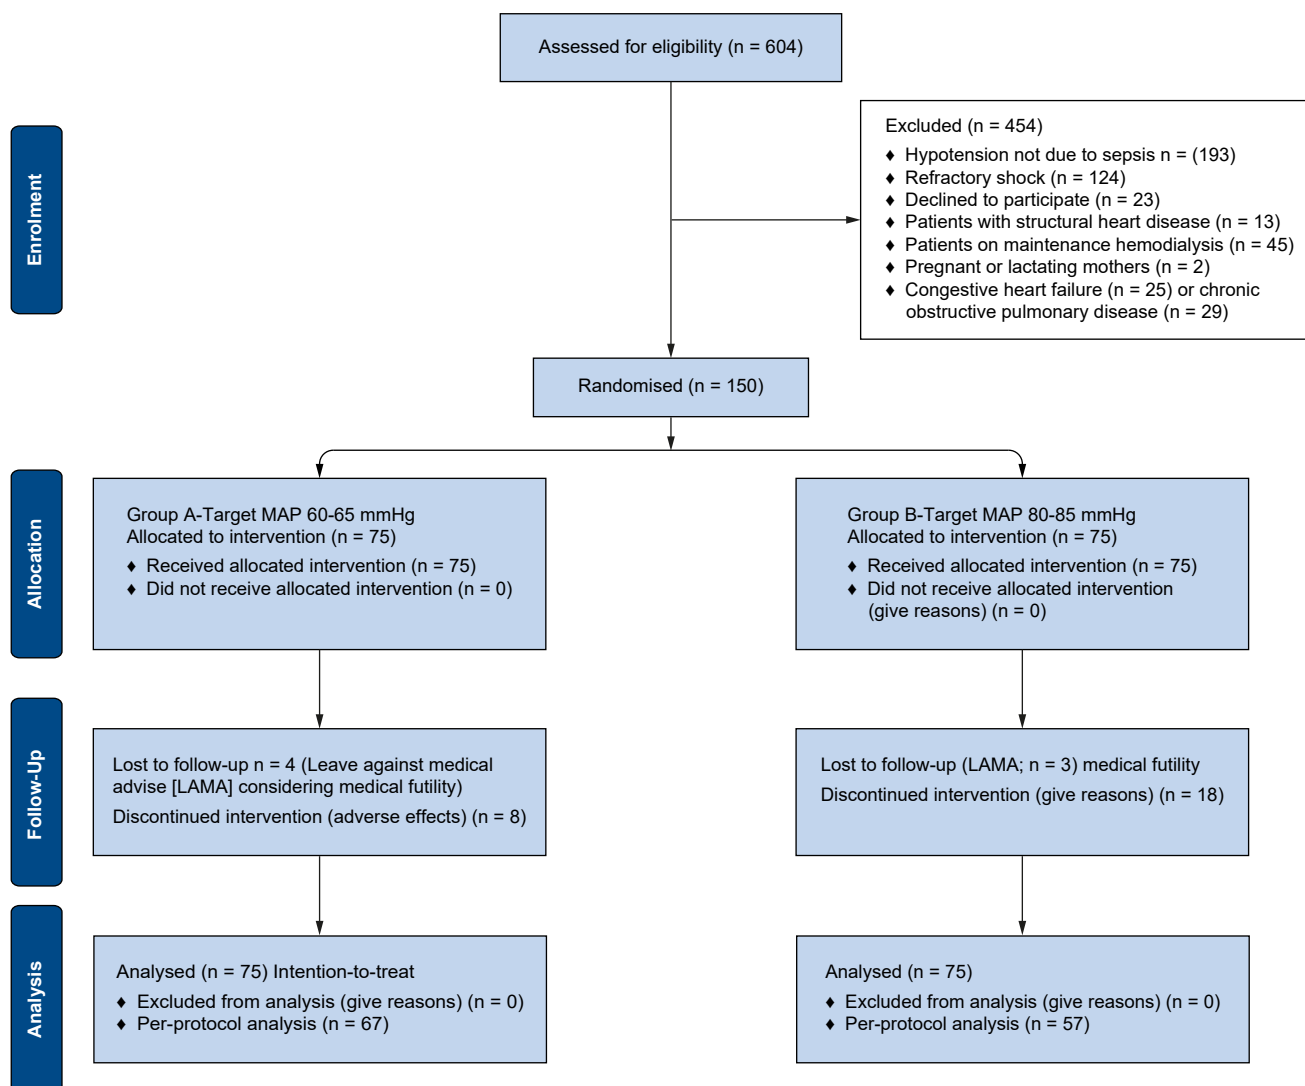 Assessed for eligibility (n = 604)
Enrolment
Excluded (n = 454)
♦ Hypotension not due to sepsis n = (193)
♦ Refractory shock (n = 124)
♦ Declined to participate (n = 23)
♦ Patients with structural heart disease (n = 13)
♦ Patients on maintenance hemodialysis (n = 45)
♦ Pregnant or lactating mothers (n = 2)
♦ Congestive heart failure (n = 25) or chronic
obstructive pulmonary disease (n = 29)
Randomised (n = 150)
Allocation
Group A-Target MAP 60-65 mmHg
Allocated to intervention (n = 75)
♦ Received allocated intervention (n = 75)
♦ Did not receive allocated intervention (n = 0)
Group B-Target MAP 80-85 mmHg
Allocated to intervention (n = 75)
♦ Received allocated intervention (n = 75)
♦ Did not receive allocated intervention
(give reasons) (n = 0)
Follow-Up
Lost to follow-up n = 4 (Leave against medical
advise [LAMA] considering medical futility)
Discontinued intervention (adverse effects) (n = 8)
Lost to follow-up (LAMA; n = 3) medical futility
Discontinued intervention (give reasons) (n = 18)
Analysis
Analysed (n = 75) Intention-to-treat
♦ Excluded from analysis (give reasons) (n = 0)
♦ Per-protocol analysis (n = 67)
Analysed (n = 75)
♦ Excluded from analysis (give reasons) (n = 0)
♦ Per-protocol analysis (n = 57)